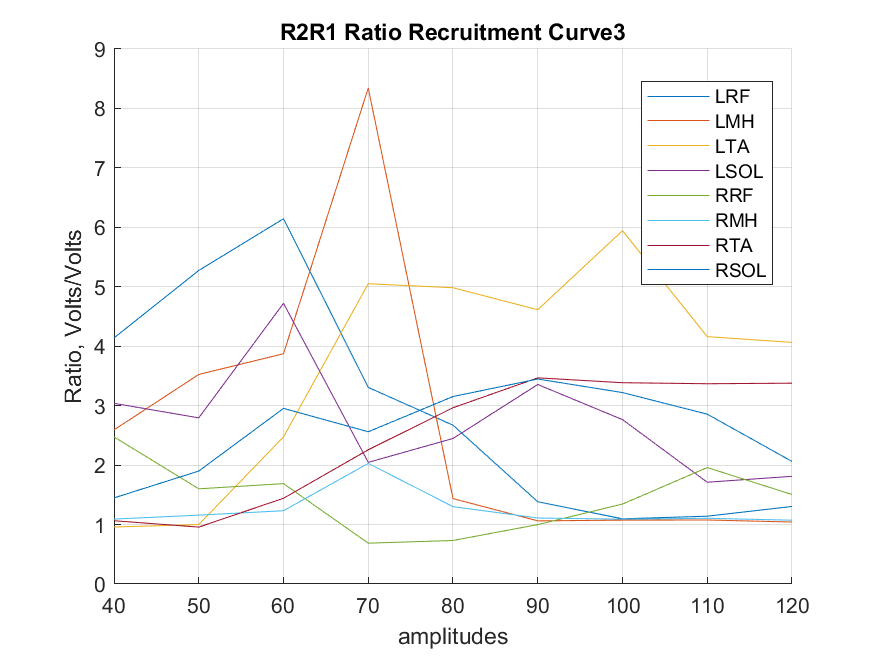 R2R1 Ratio Recruitment Curve3
9
8
7
6
5
4
3
2
1
0
Ratio, Volts/Volts
LRF
LMH
LTA
LSOL
RRF
RMH
RTA
RSOL
40 50 60 70 80 90 100 110 120
amplitudes